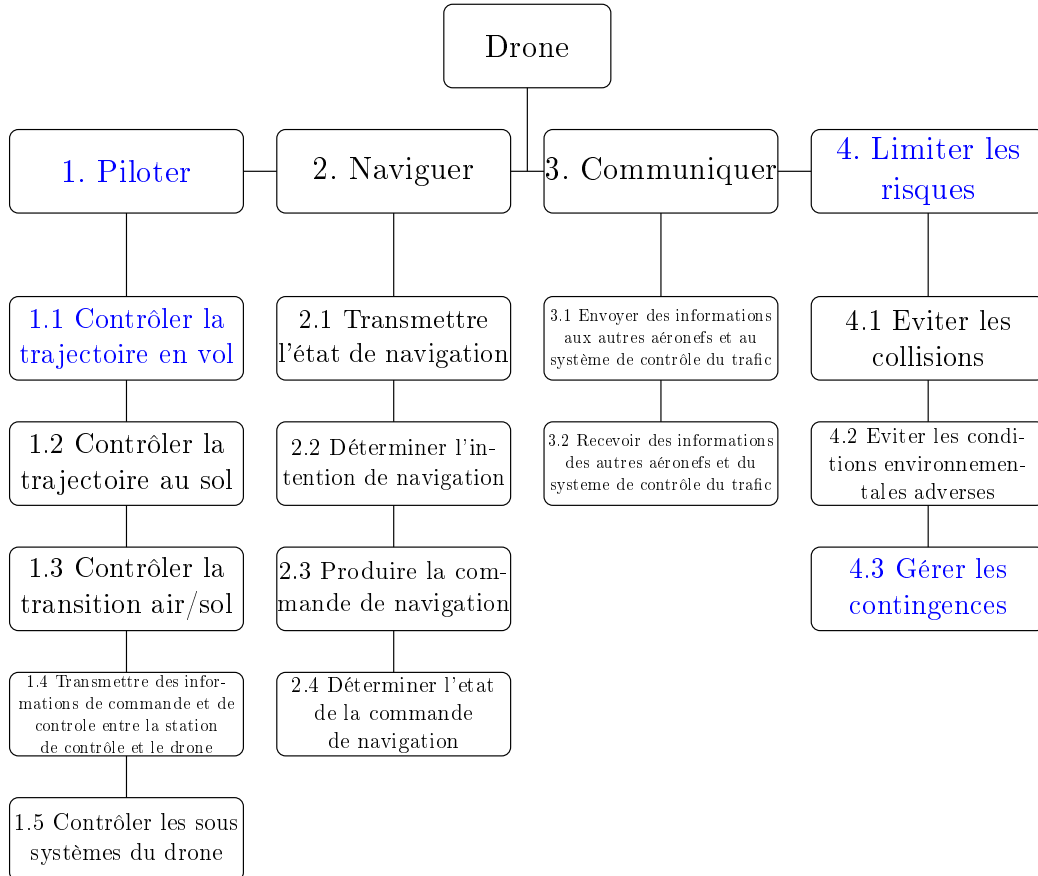 Drone
1. Piloter
2. Naviguer
3. Communiquer
4. Limiter les
risques
1.1 Contrôler la
trajectoire en vol
1.2 Contrôler la
trajectoire au sol
1.3 Contrôler la
transition air/sol
1.4 Transmettre des infor-
mations de commande et de
controle entre la station
de contrôle et le drone
1.5 Contrôler les sous
systèmes du drone
2.1 Transmettre
l'état de navigation
2.2 Déterminer l'in-
tention de navigation
2.3 Produire la com-
mande de navigation
2.4 Déterminer l'etat
de la commande
de navigation
3.1 Envoyer des informations
aux autres aéronefs et au
système de contrôle du trafic
3.2 Recevoir des informations
des autres aéronefs et du
systeme de contrôle du trafic
4.1 Eviter les
collisions
4.2 Eviter les condi-
tions environnemen-
tales adverses
4.3 Gérer les
contingences